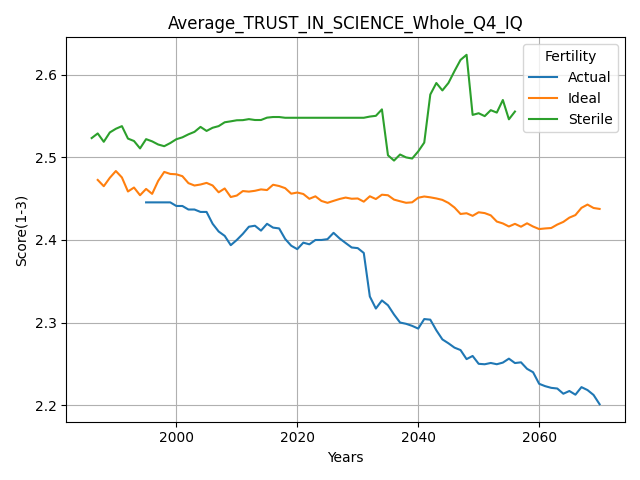 Average_TRUST_IN_SCIENCE_Whole_Q4_IQ
Fertility
Actual
Ideal
Sterile
2.6
2.5
2.4
2.3
2.2
Score(1-3)
2000
2020
2040
2060
Years